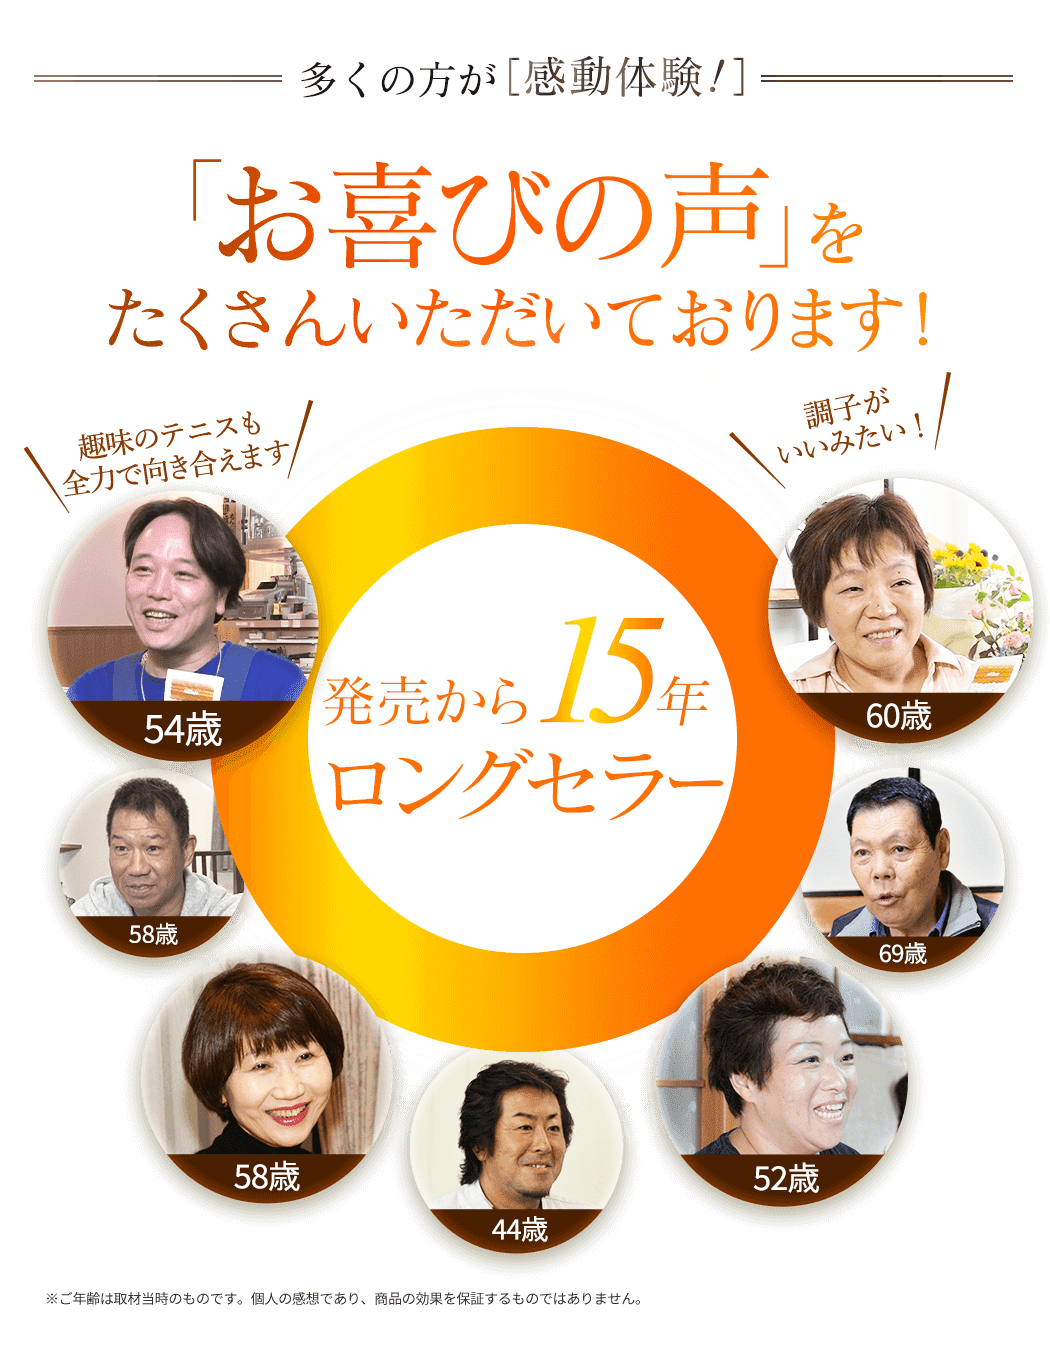 多くの方が［感動体験！］
「お喜びの声」を
たくさんいただいております！
趣味のテニスも
全力で向き合えます
調子が
いいみたい！
発売から15年
ロングセラー
54歳
60歳
58歳
69歳
58歳
52歳
44歳
※ご年齢は取材当時のものです。個人の感想であり、商品の効果を保証するものではありません。